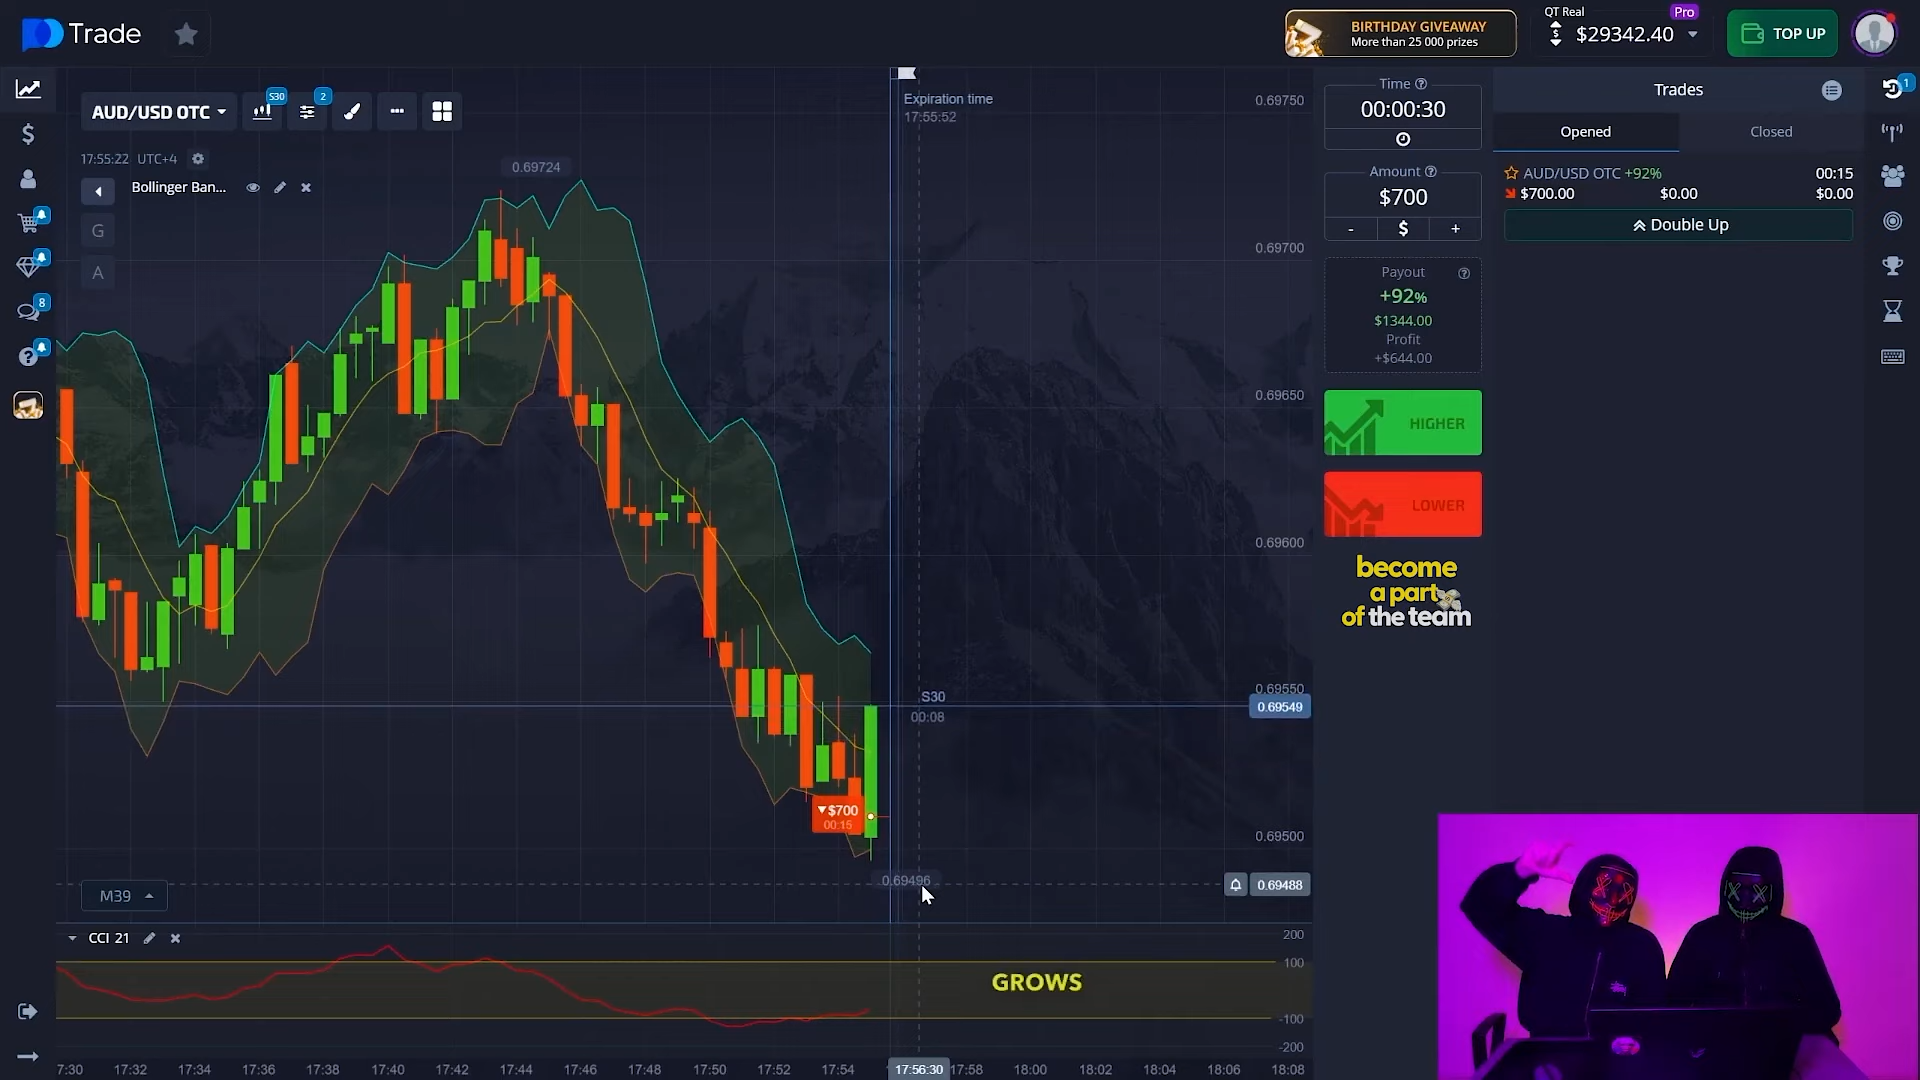 Trade
BIRTHDAY GIVEAWAY
More than 25 000 prizes
QT Real
Pro
$29342.40
TOP UP
AUD/USD OTC
S30
2
17:55:22 UTC+4
Bollinger Ban...
G
A
8
0.69724
Expiration time
17:55:52
0.69750
0.69700
0.69650
0.69600
0.69550
0.69549
0.69500
0.69488
S30
00:08
$700
00:15
0.69496
M39
CCI 21
200
100
-100
-200
GROWS
7:30
17:32
17:34
17:36
17:38
17:40
17:42
17:44
17:46
17:48
17:50
17:52
17:54
17:56:30
17:58
18:00
18:02
18:04
18:06
18:08
Time
00:00:30
Amount
$700
- $ +
Payout
+92%
$1344.00
Profit
+$644.00
HIGHER
LOWER
become
a part
of the team
Trades
Opened
Closed
AUD/USD OTC +92% 00:15
$700.00 $0.00 $0.00
Double Up
1